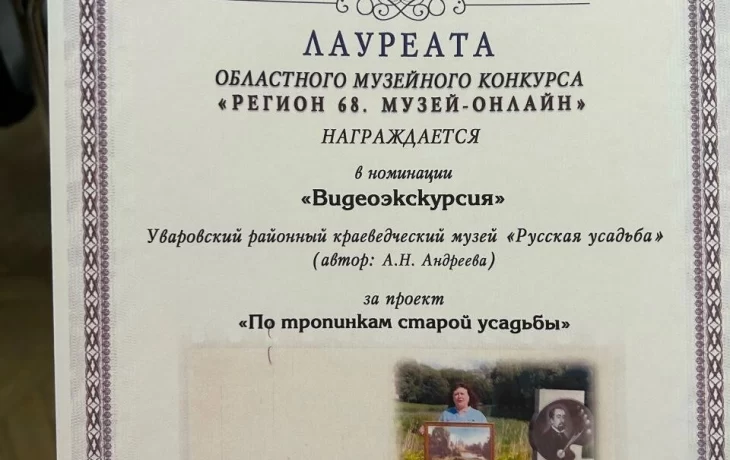 ЛАУРЕАТА
ОБЛАСТНОГО МУЗЕЙНОГО КОНКУРСА
«РЕГИОН 68. МУЗЕЙ-ОНЛАЙН»
НАГРАЖДАЕТСЯ
в номинации
«Видеоэкскурсия»
Уваровский районный краеведческий музей «Русская усадьба»
(автор: А.Н. Андреева)
за проект
«По тропинкам старой усадьбы»